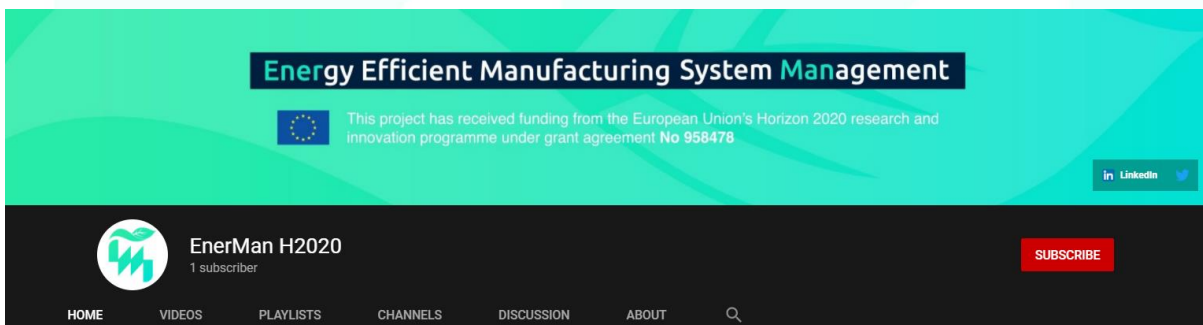 Energy Efficient Manufacturing System Management
This project has received funding from the European Union's Horizon 2020 research and
innovation programme under grant agreement No 958478
in LinkedIn
EnerMan H2020
1 subscriber
SUBSCRIBE
HOME VIDEOS PLAYLISTS CHANNELS DISCUSSION ABOUT